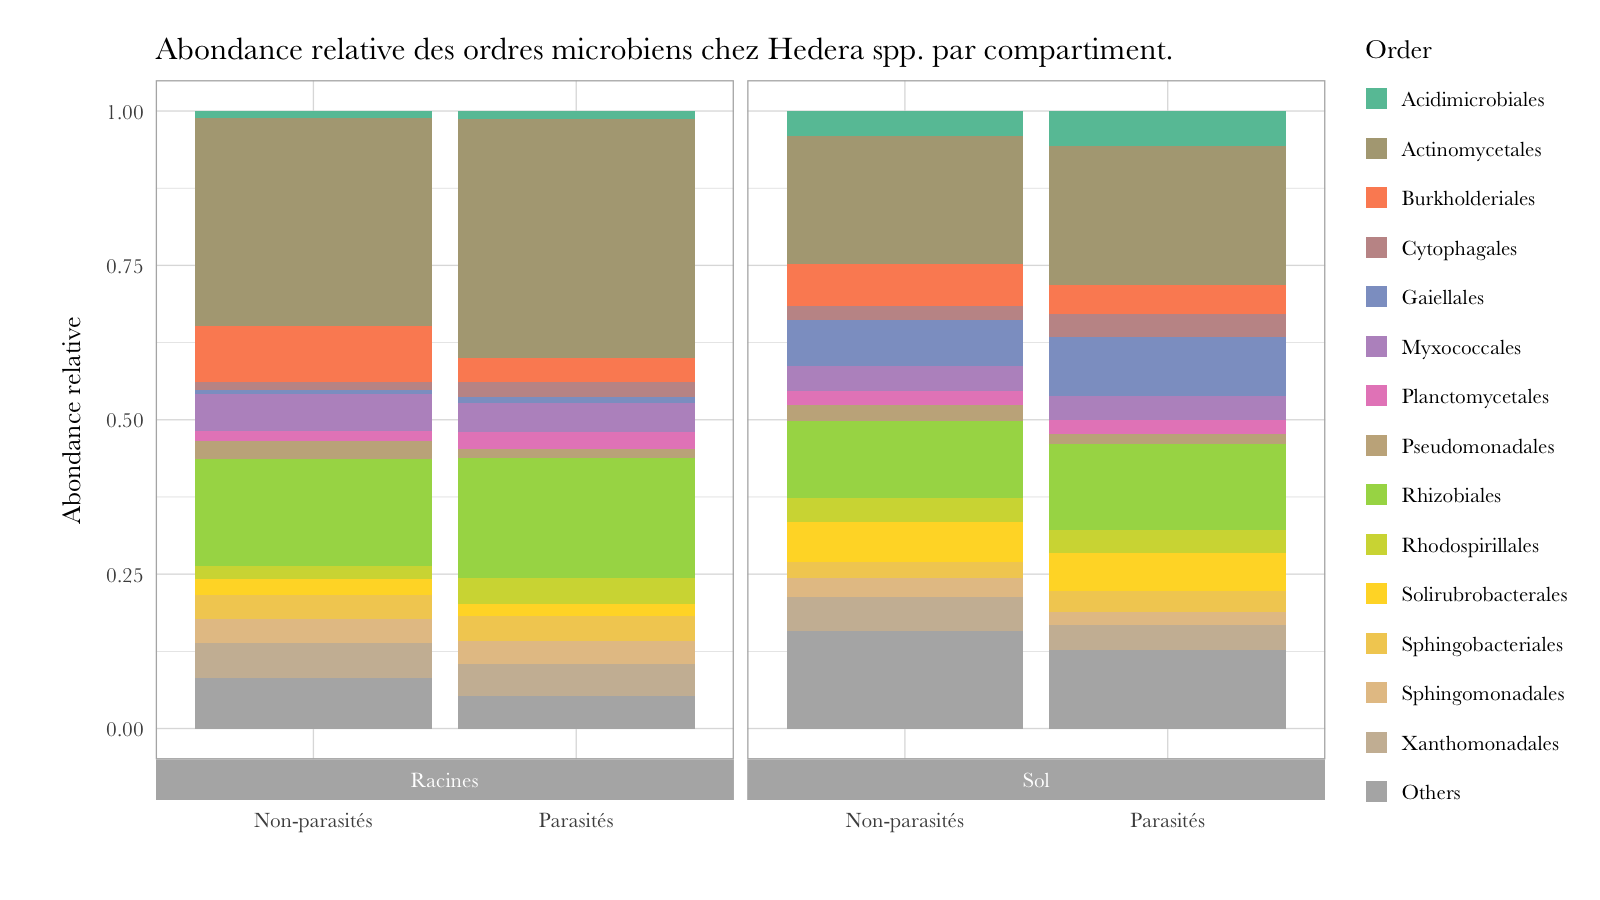 Abondance relative des ordres microbiens chez Hedera spp. par compartiment.
Abondance relative
1.00
0.75
0.50
0.25
0.00
Racines
Sol
Non-parasités
Parasités
Non-parasités
Parasités
Order
Acidimicrobiales
Actinomycetales
Burkholderiales
Cytophagales
Gaiellales
Myxococcales
Planctomycetales
Pseudomonadales
Rhizobiales
Rhodospirillales
Solirubrobacterales
Sphingobacteriales
Sphingomonadales
Xanthomonadales
Others